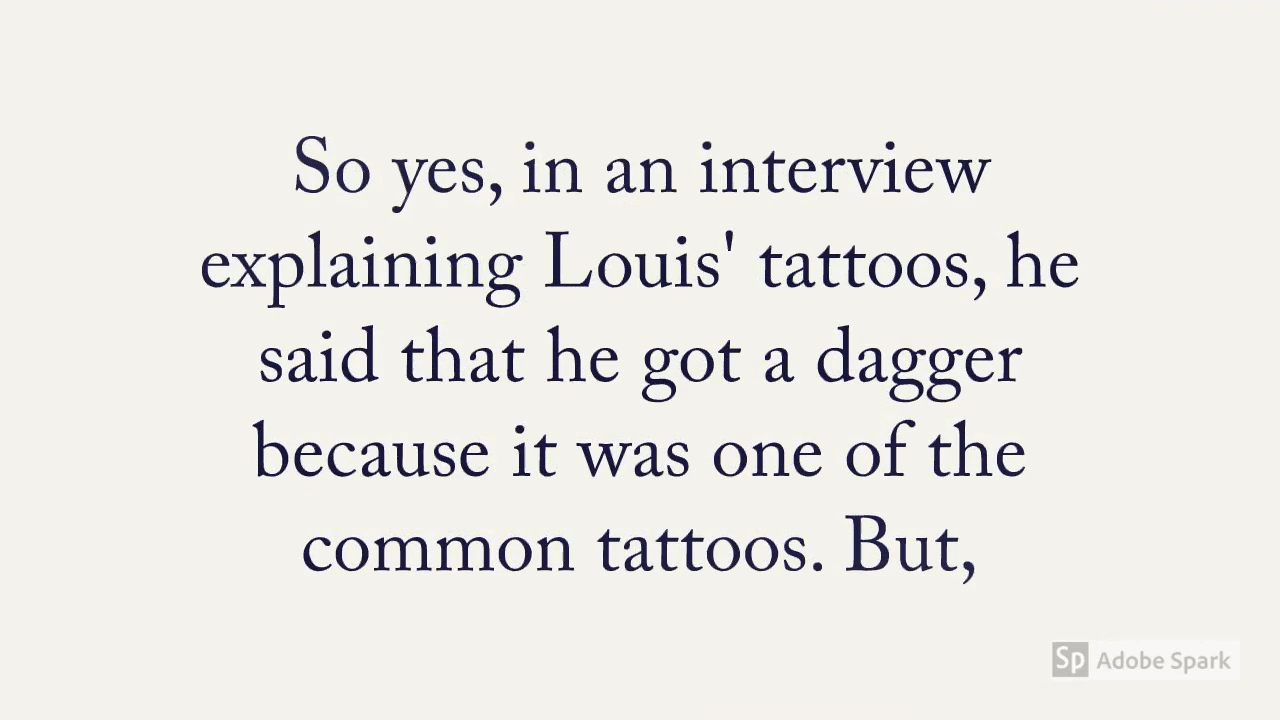 So yes, in an interview
explaining Louis' tattoos, he
said that he got a dagger
because it was one of the
common tattoos. But,
Sp Adobe Spark